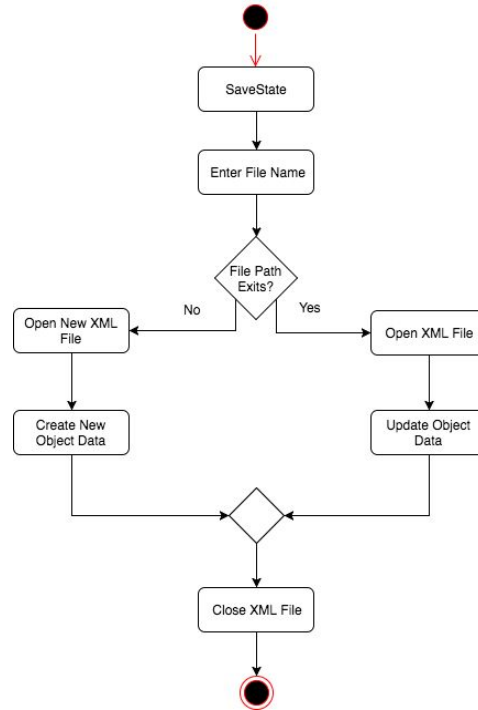 SaveState
Enter File Name
File Path
Exits?
No
Yes
Open New XML
File
Open XML File
Create New
Object Data
Update Object
Data
Close XML File